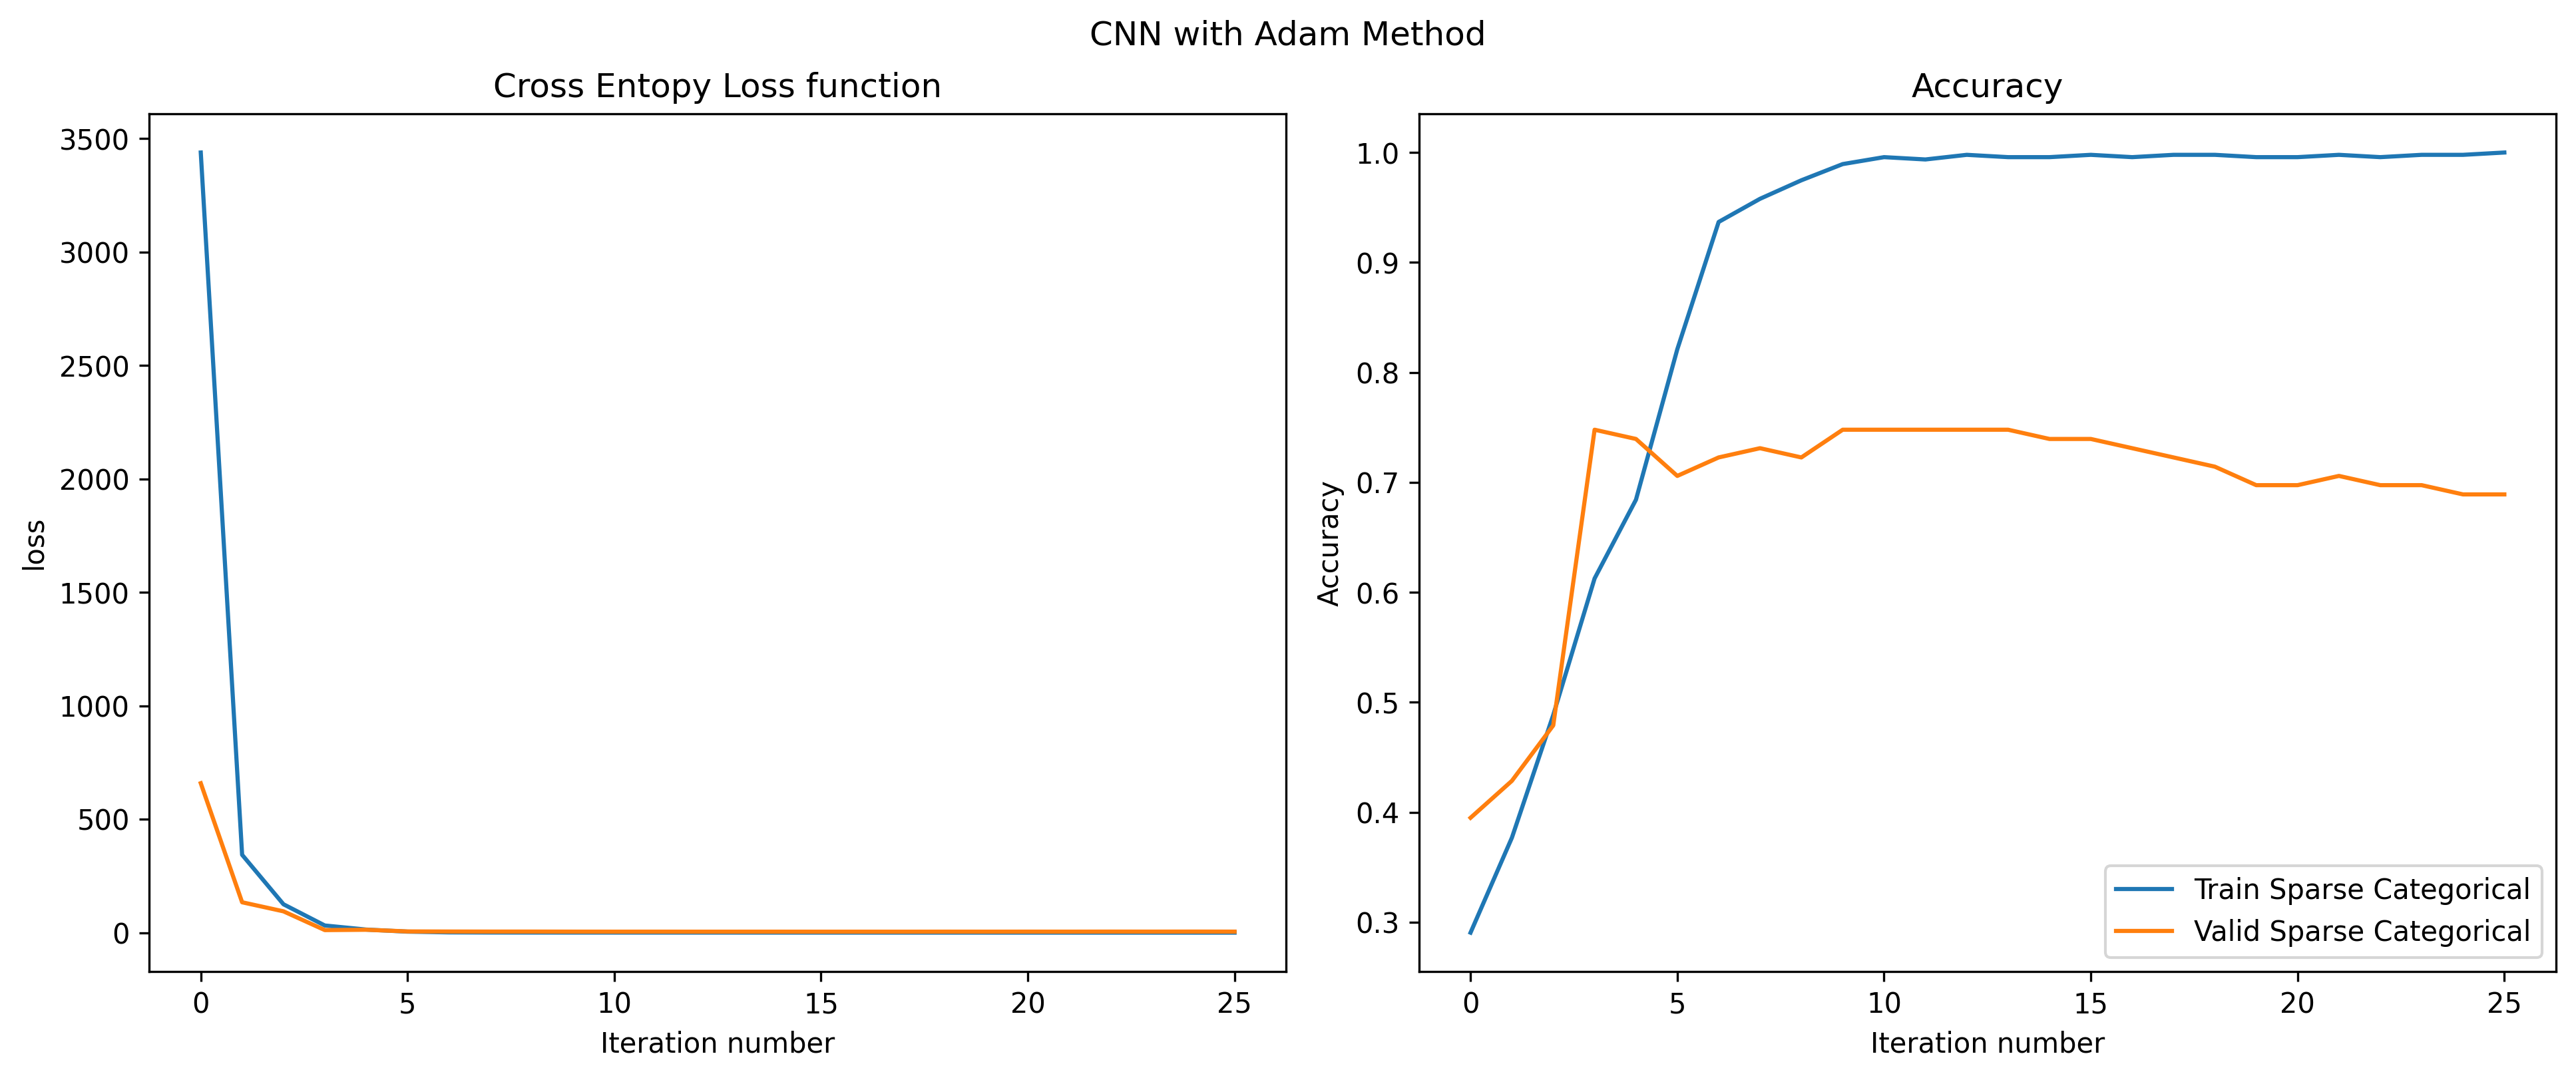 CNN with Adam Method
Cross Entopy Loss function
3500
3000
2500
2000
1500
1000
500
0
loss
0 5 10 15 20 25
Iteration number
Accuracy
1.0
0.9
0.8
0.7
0.6
0.5
0.4
0.3
Accuracy
Train Sparse Categorical
Valid Sparse Categorical
0 5 10 15 20 25
Iteration number